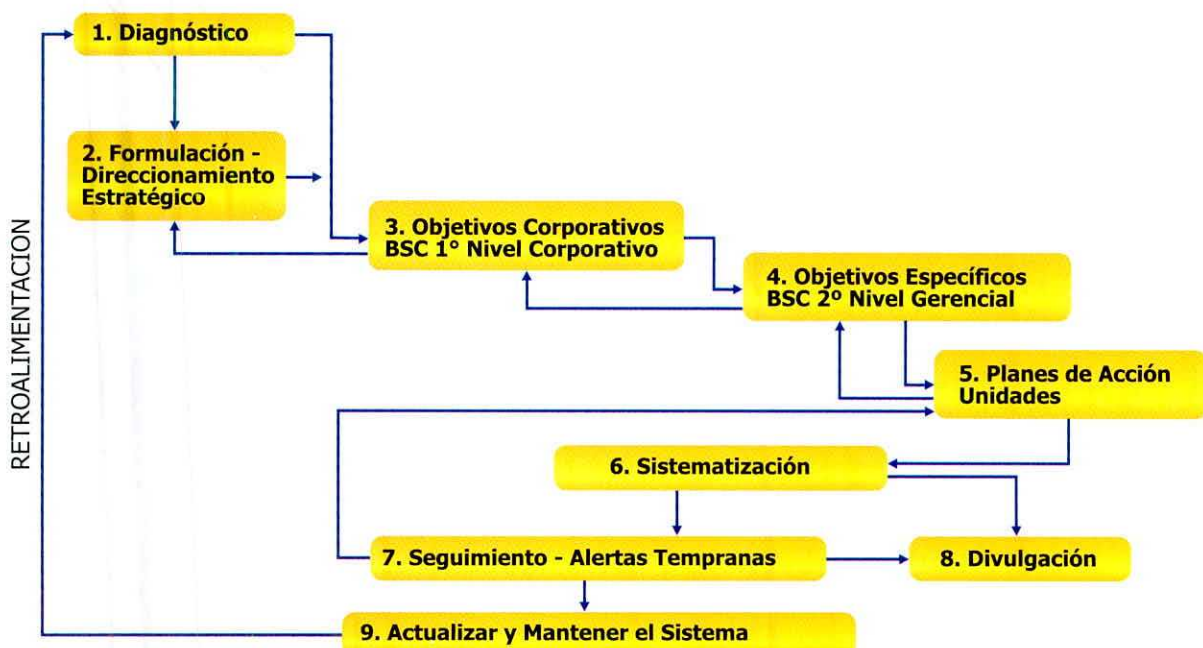 1. Diagnóstico
2. Formulación -
Direccionamiento
Estratégico
3. Objetivos Corporativos
BSC 1° Nivel Corporativo
4. Objetivos Específicos
BSC 2º Nivel Gerencial
5. Planes de Acción
Unidades
6. Sistematización
7. Seguimiento - Alertas Tempranas
8. Divulgación
9. Actualizar y Mantener el Sistema
RETROALIMENTACION